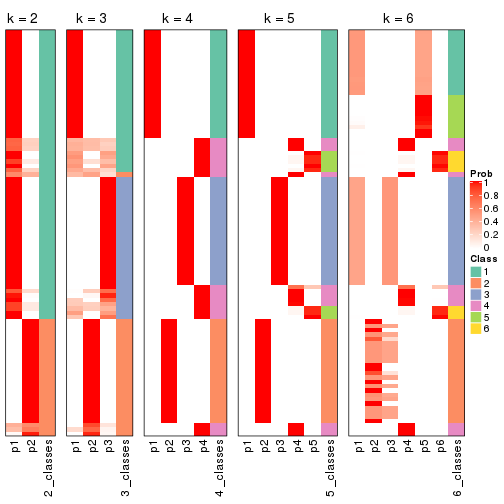 k = 2
k = 3
k = 4
k = 5
k = 6
Prob
1
0.8
0.6
0.4
0.2
0
Class
1
2
3
4
5
6
p1
p2
2_classes
p1
p2
p3
3_classes
p1
p2
p3
p4
4_classes
p1
p2
p3
p4
p5
5_classes
p1
p2
p3
p4
p5
p6
6_classes